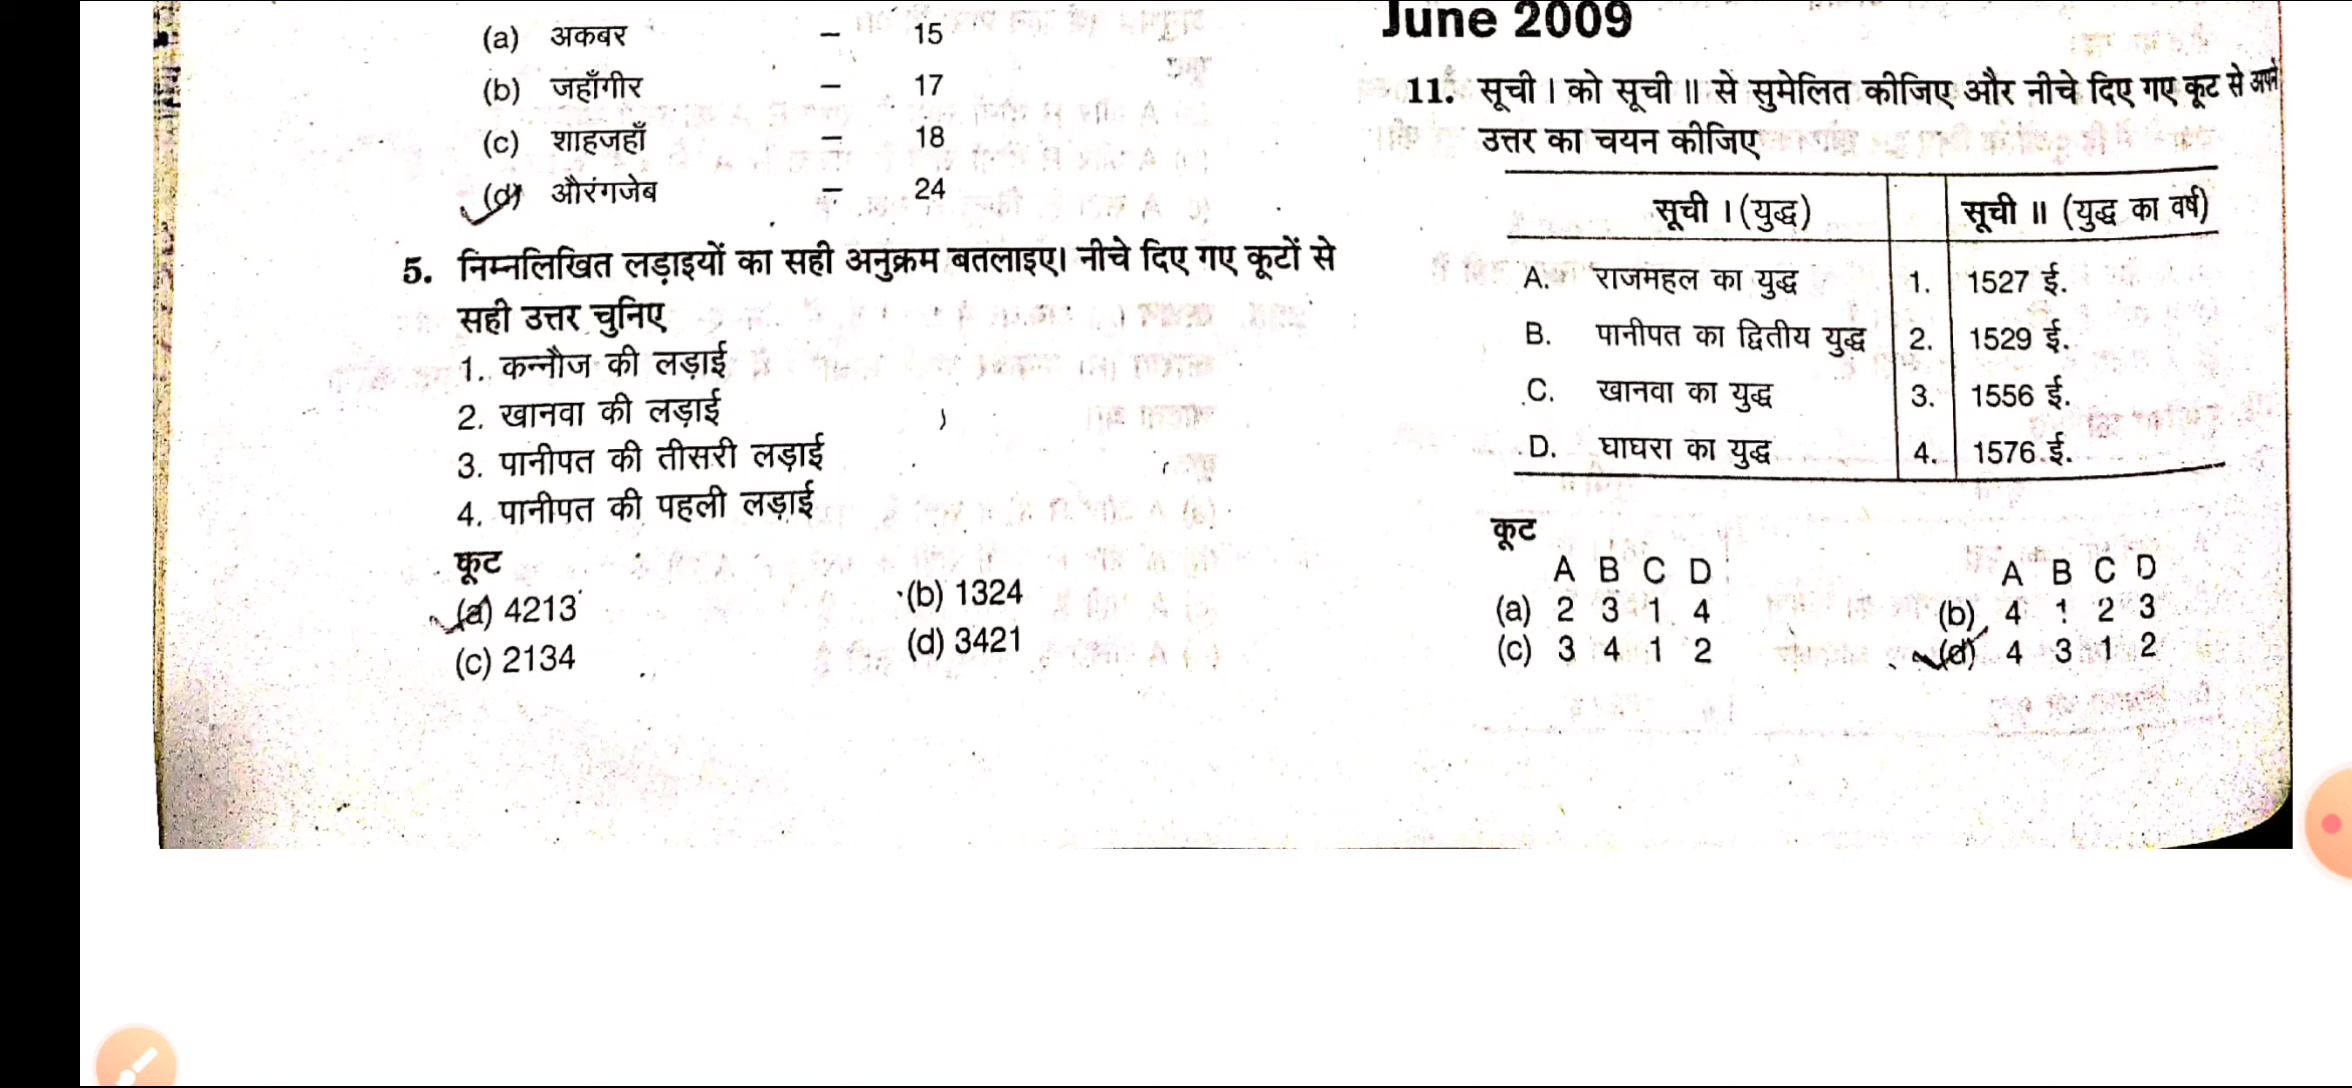 (a) अकबर – 15
(b) जहाँगीर – 17
(c) शाहजहाँ – 18
(d) औरंगजेब – 24
5. निम्नलिखित लड़ाइयों का सही अनुक्रम बतलाइए। नीचे दिए गए कूटों से
सही उत्तर चुनिए
1. कन्नौज की लड़ाई
2. खानवा की लड़ाई
3. पानीपत की तीसरी लड़ाई
4. पानीपत की पहली लड़ाई
कूट
(a) 4213 (b) 1324
(c) 2134 (d) 3421
June 2009
11. सूची I को सूची II से सुमेलित कीजिए और नीचे दिए गए कूट से अपने
उत्तर का चयन कीजिए
सूची I (युद्ध) सूची II (युद्ध का वर्ष)
A. राजमहल का युद्ध 1. 1527 ई.
B. पानीपत का द्वितीय युद्ध 2. 1529 ई.
C. खानवा का युद्ध 3. 1556 ई.
D. घाघरा का युद्ध 4. 1576 ई.
कूट
A B C D A B C D
(a) 2 3 1 4 (b) 4 1 2 3
(c) 3 4 1 2 (d) 4 3 1 2